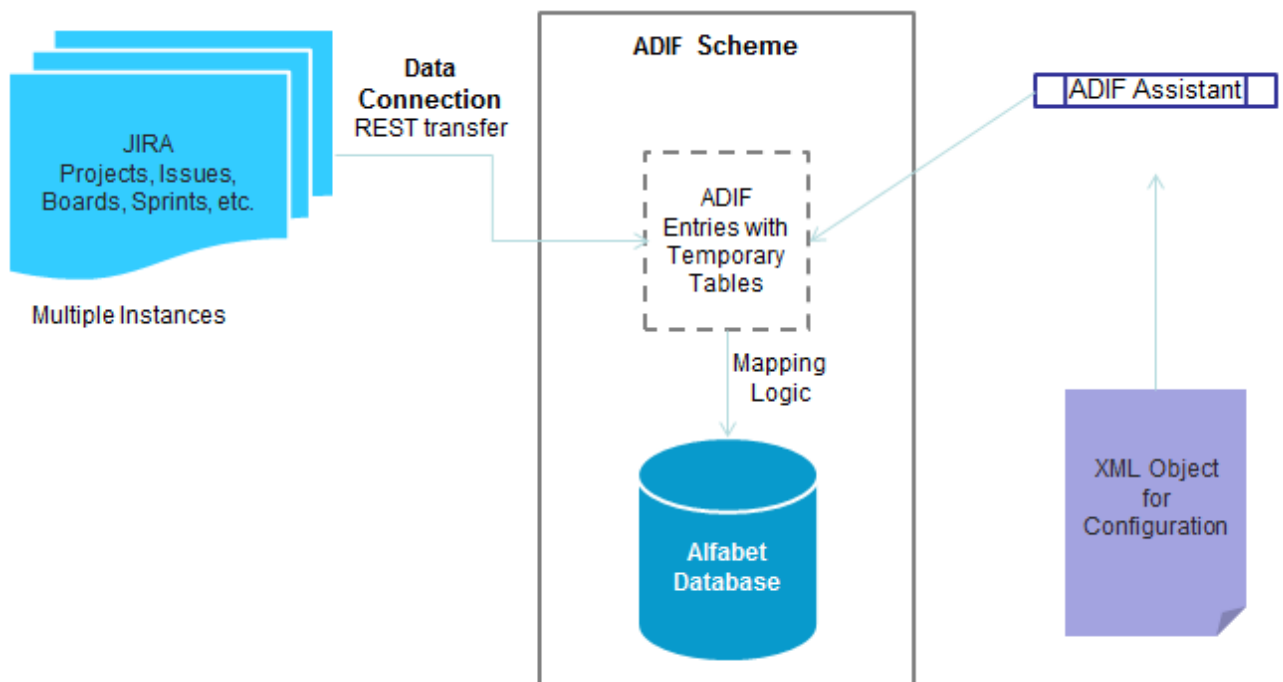 ADIF Scheme
Data
Connection
REST transfer
ADIF Assistant
JIRA
Projects, Issues,
Boards, Sprints, etc.
ADIF
Entries with
Temporary
Tables
Multiple Instances
Mapping
Logic
XML Object
for
Configuration
Alfabet
Database